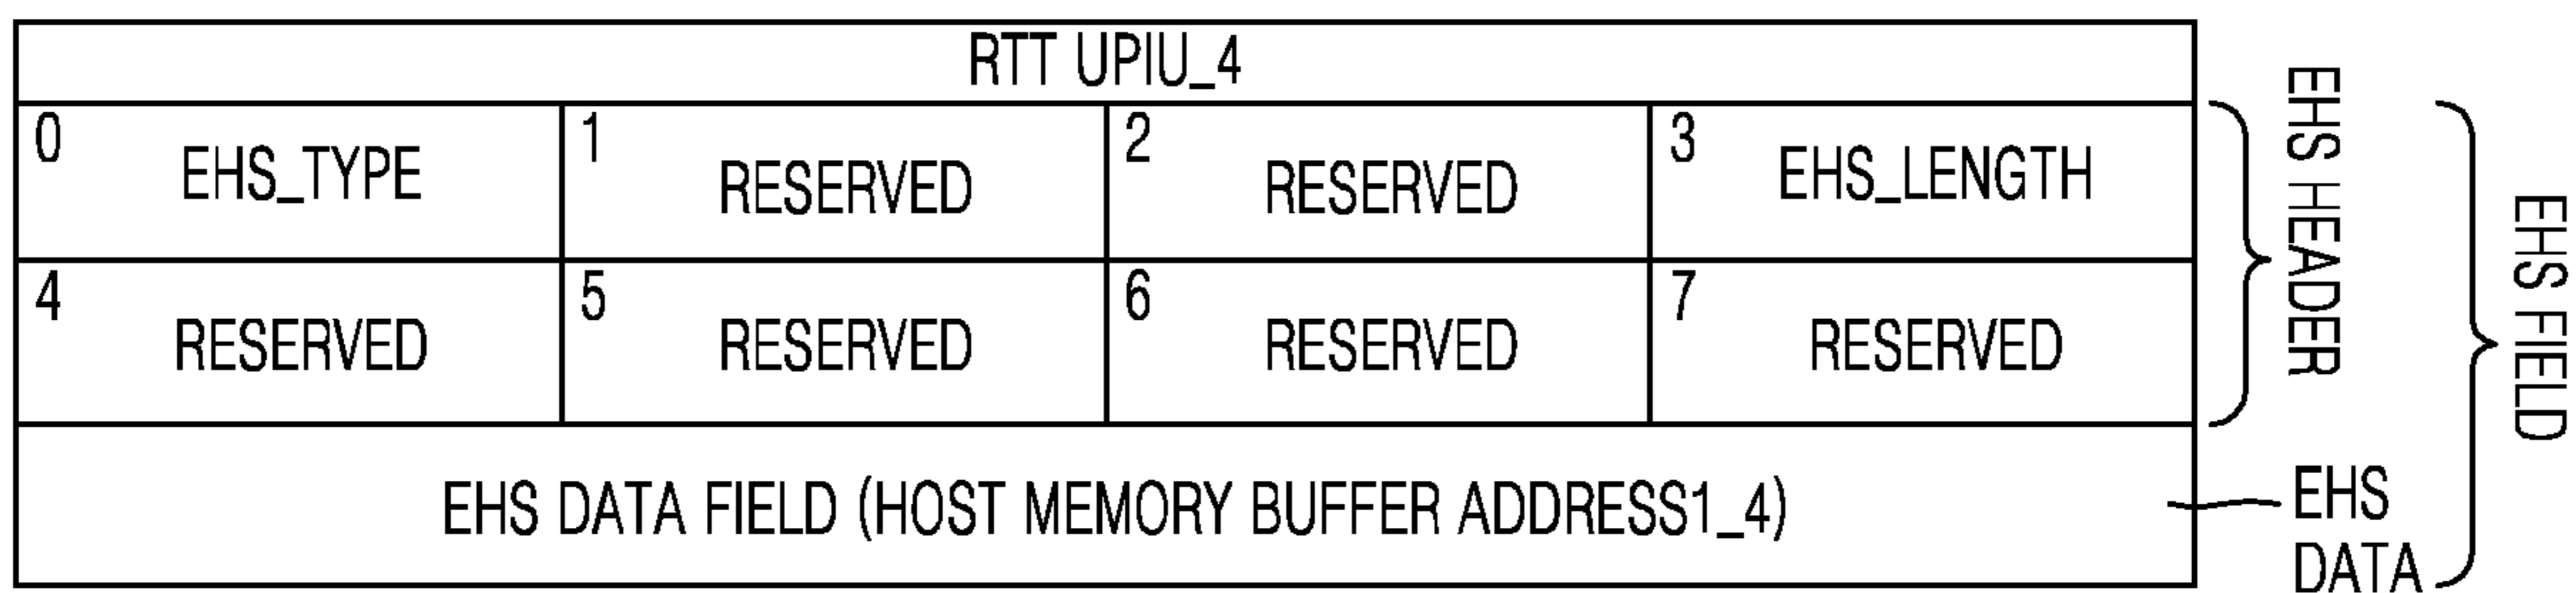 RTT UPIU_4
0 EHS_TYPE 1 RESERVED 2 RESERVED 3 EHS_LENGTH
4 RESERVED 5 RESERVED 6 RESERVED 7 RESERVED
EHS DATA FIELD (HOST MEMORY BUFFER ADDRESS1_4)
EHS HEADER
EHS DATA
EHS FIELD